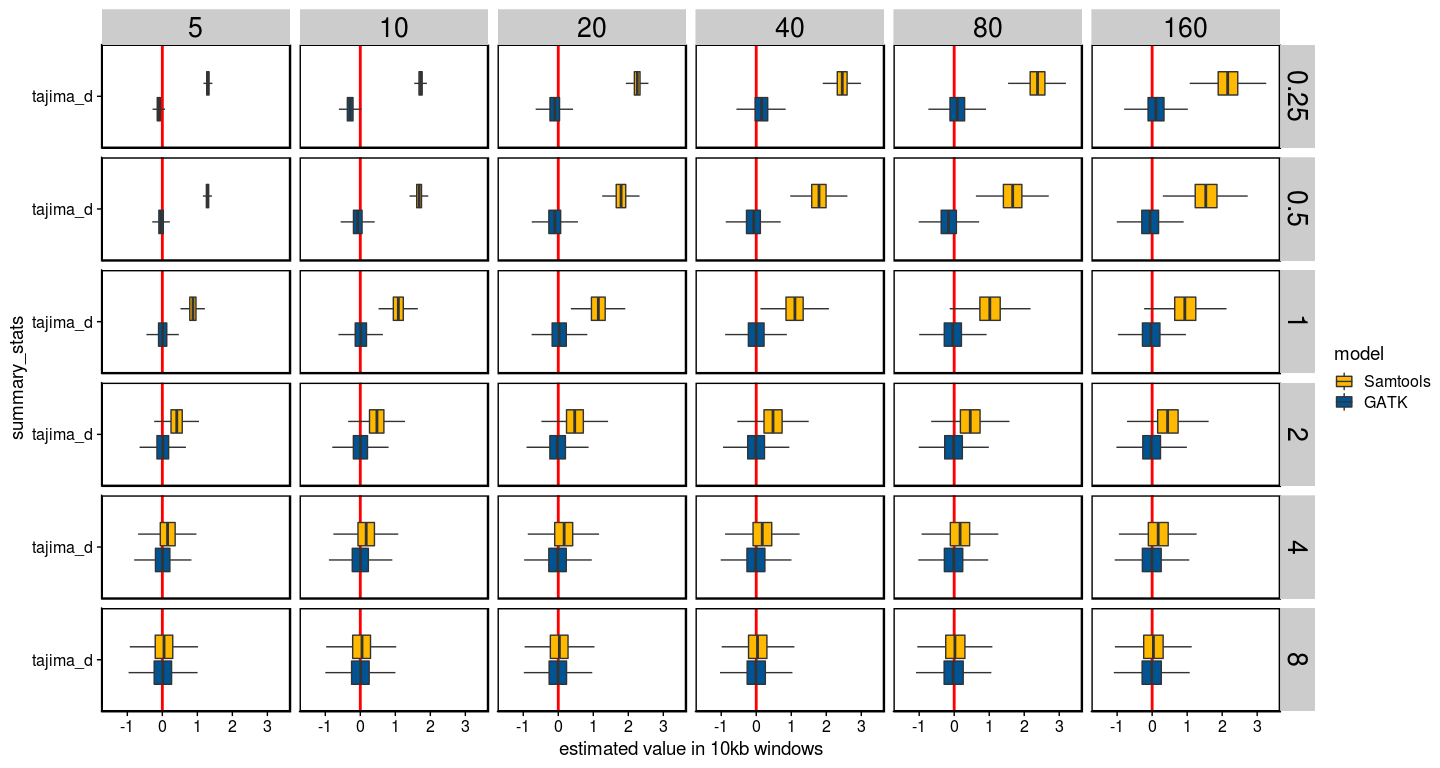 5 10 20 40 80 160
tajima_d 0.25
tajima_d 0.5
tajima_d 1
tajima_d 2
tajima_d 4
tajima_d 8
summary_stats
model
Samtools
GATK
-1 0 1 2 3 -1 0 1 2 3 -1 0 1 2 3 -1 0 1 2 3 -1 0 1 2 3 -1 0 1 2 3
estimated value in 10kb windows